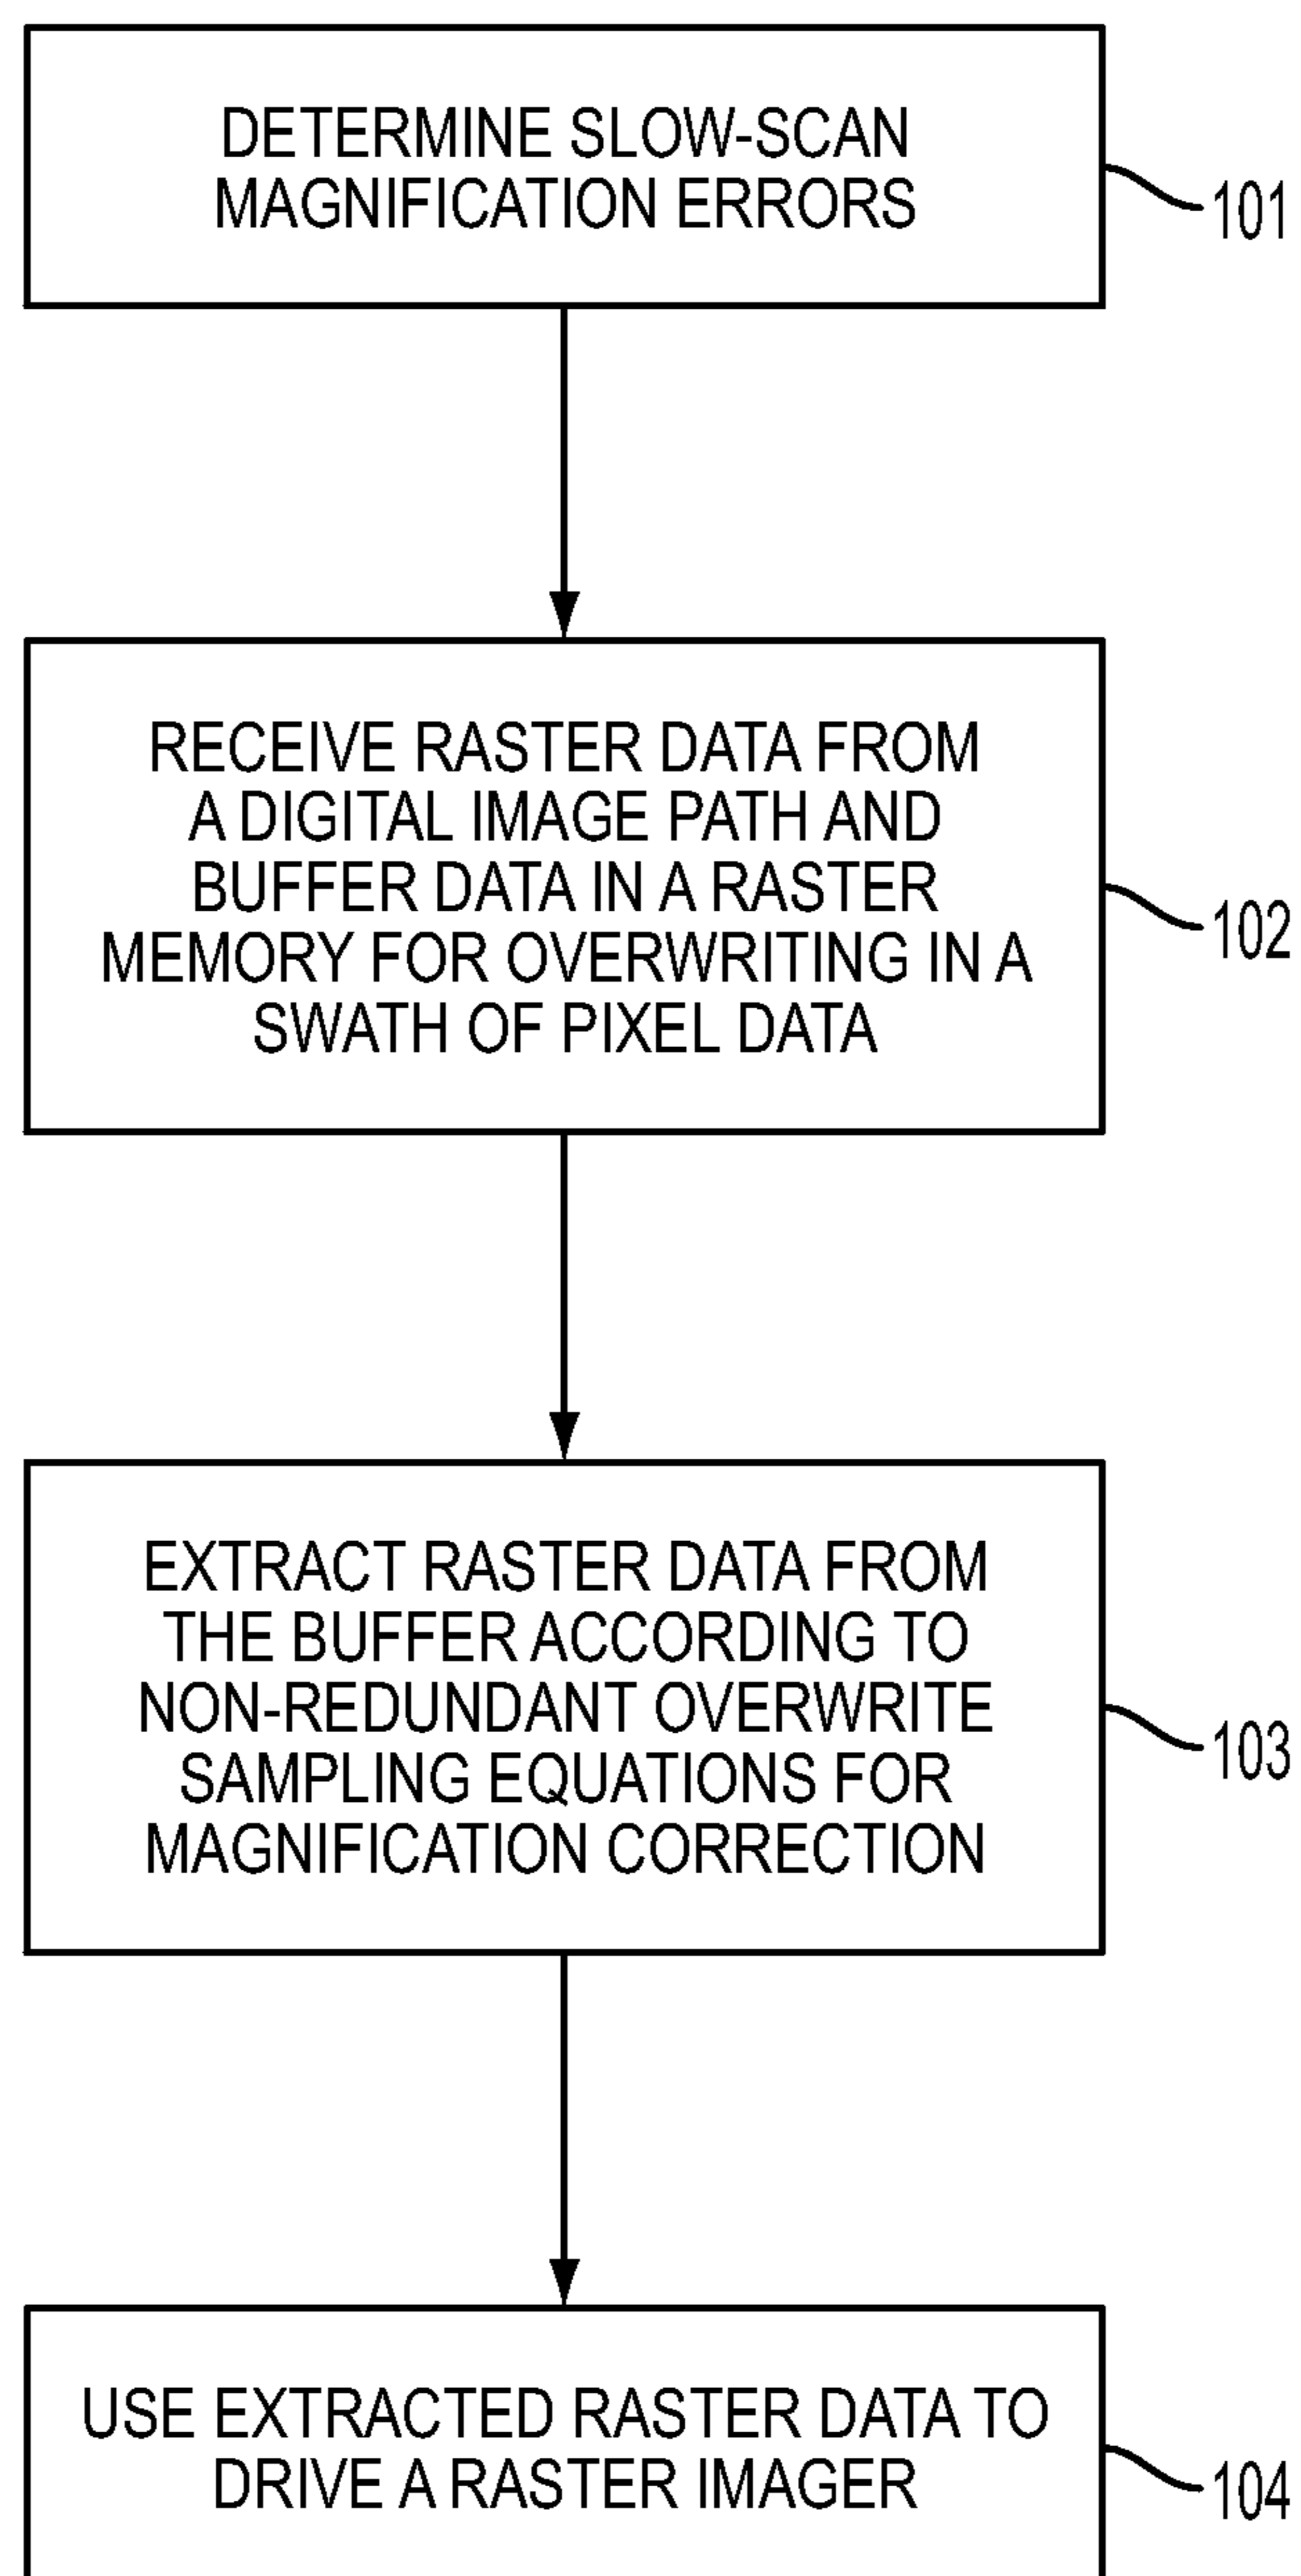 DETERMINE SLOW-SCAN
MAGNIFICATION ERRORS
101
RECEIVE RASTER DATA FROM
A DIGITAL IMAGE PATH AND
BUFFER DATA IN A RASTER
MEMORY FOR OVERWRITING IN A
SWATH OF PIXEL DATA
102
EXTRACT RASTER DATA FROM
THE BUFFER ACCORDING TO
NON-REDUNDANT OVERWRITE
SAMPLING EQUATIONS FOR
MAGNIFICATION CORRECTION
103
USE EXTRACTED RASTER DATA TO
DRIVE A RASTER IMAGER
104